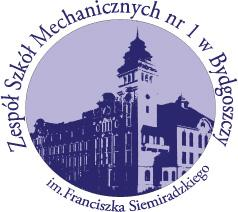 Zespół Szkół Mechanicznych nr 1 w Bydgoszczy
im. Franciszka Siemiradzkiego